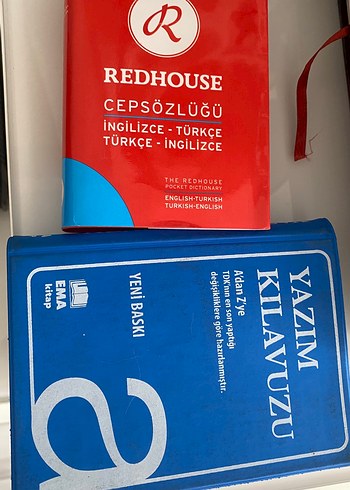 R
REDHOUSE
CEPSÖZLÜĞÜ
İNGİLİZCE - TÜRKÇE
TÜRKÇE - İNGİLİZCE
THE REDHOUSE
POCKET DICTIONARY
ENGLISH-TURKISH
TURKISH-ENGLISH
YAZIM
KILAVUZU
A'dan Z'ye
TDK'nın en son yaptığı
değişikliklere göre hazırlanmıştır.
YENİ BASKI
EMA
kitap
a